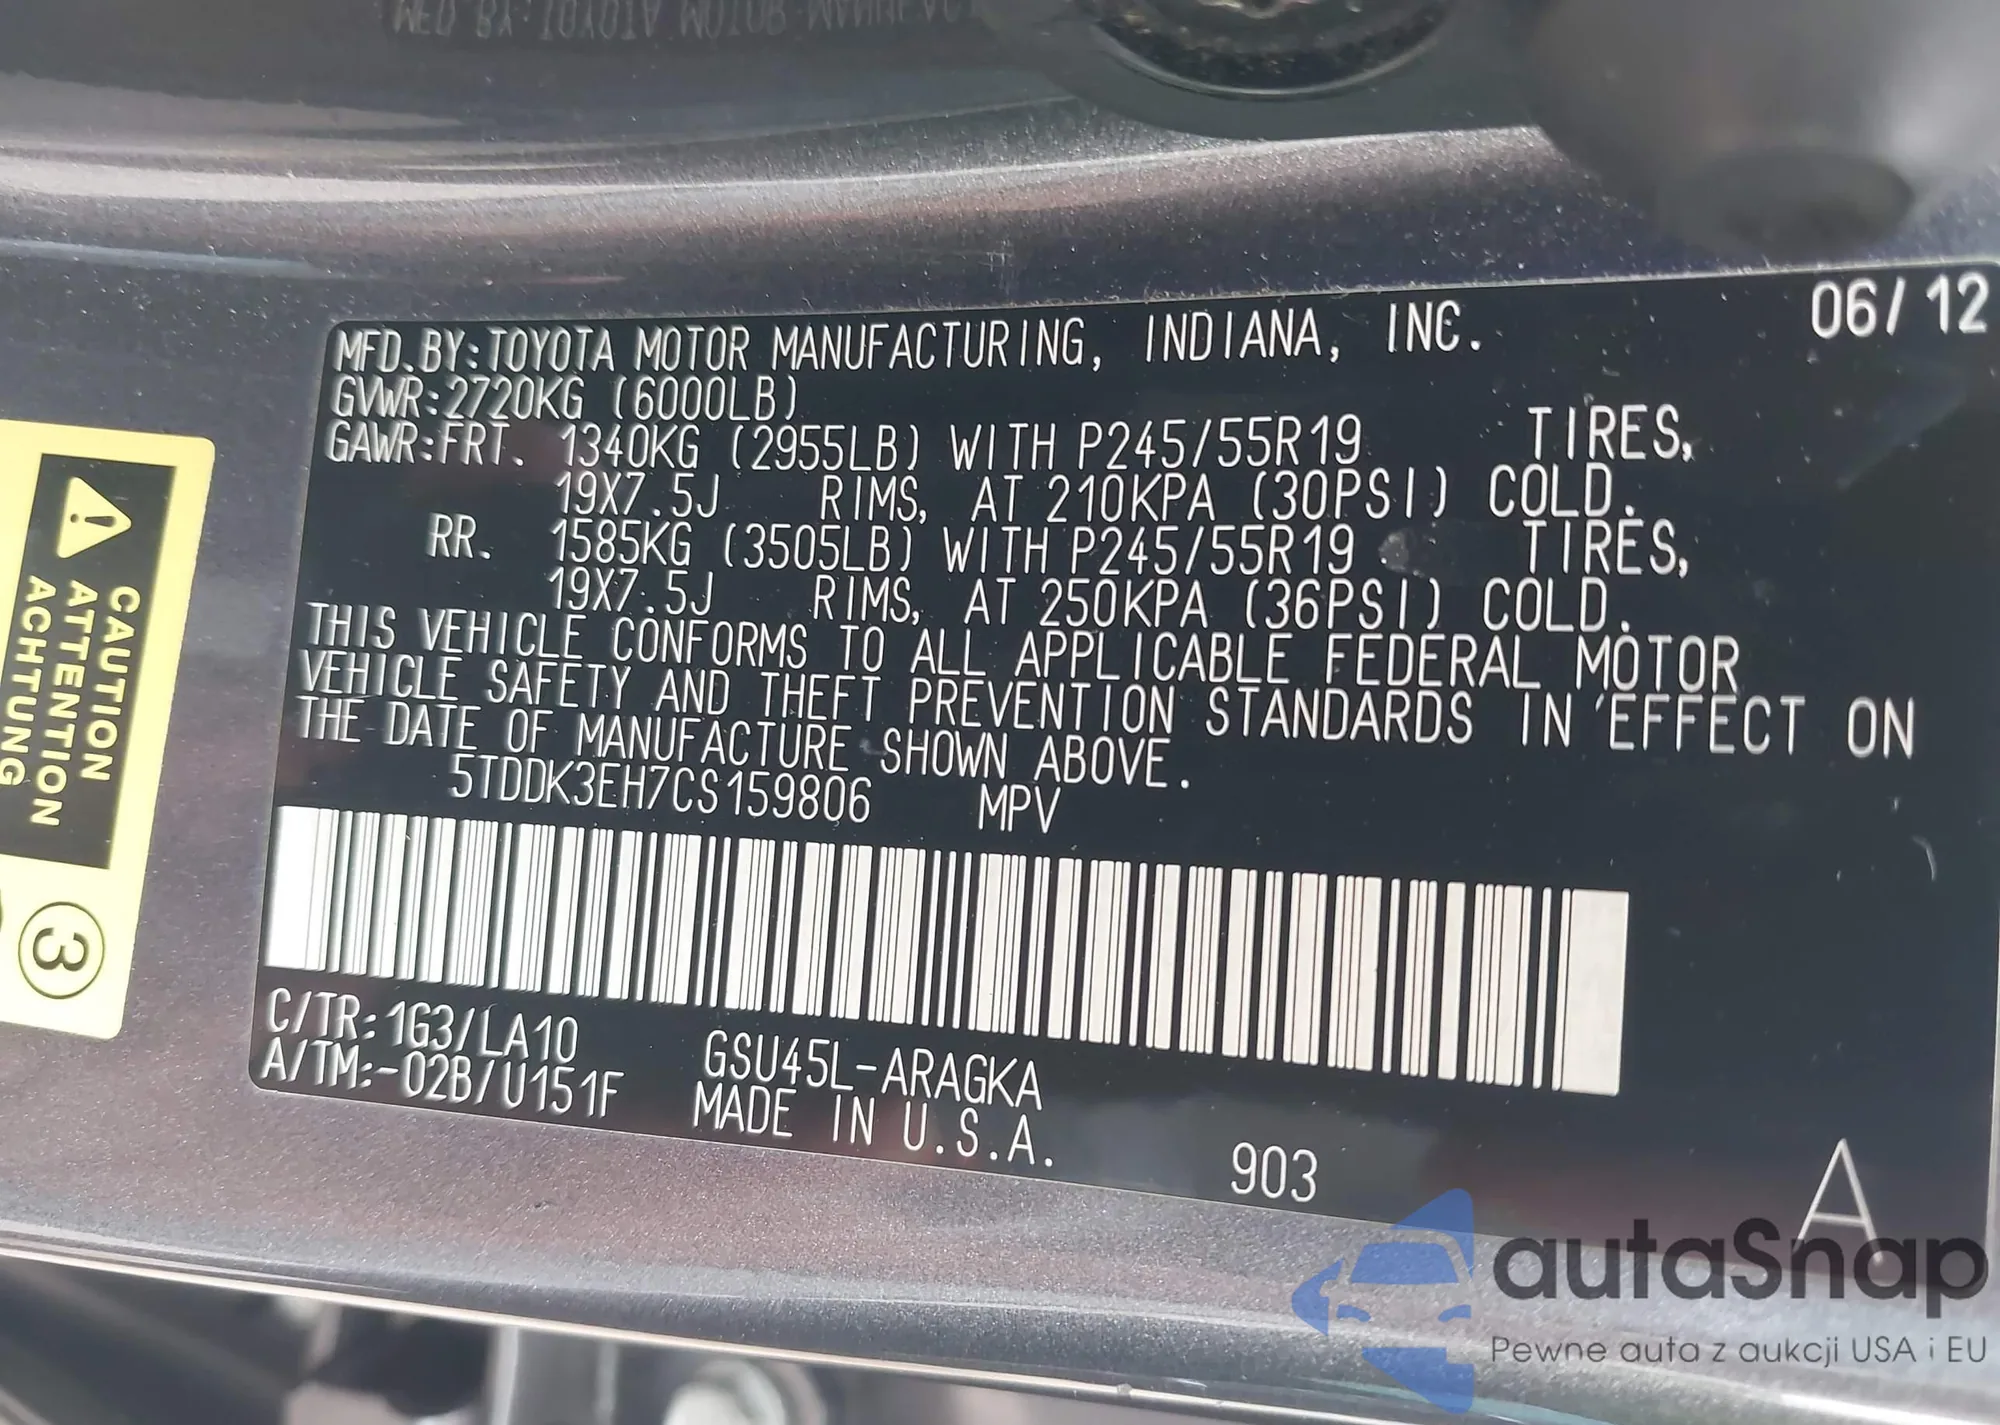 06/12
MFD.BY:TOYOTA MOTOR MANUFACTURING, INDIANA, INC.
GVWR:2720KG (6000LB)
GAWR:FRT. 1340KG (2955LB) WITH P245/55R19 TIRES,
19X7.5J RIMS, AT 210KPA (30PSI) COLD.
RR. 1585KG (3505LB) WITH P245/55R19 TIRES,
19X7.5J RIMS, AT 250KPA (36PSI) COLD.
THIS VEHICLE CONFORMS TO ALL APPLICABLE FEDERAL MOTOR
VEHICLE SAFETY AND THEFT PREVENTION STANDARDS IN EFFECT ON
THE DATE OF MANUFACTURE SHOWN ABOVE.
5TDDK3EH7CS159806 MPV
C/TR:1G3/LA10 GSU45L-ARAGKA
A/TM:-02B/U151F MADE IN U.S.A.
903
A
CAUTION
ATTENTION
ACHTUNG
3
autaSnap
Pewne auta z aukcji USA i EU